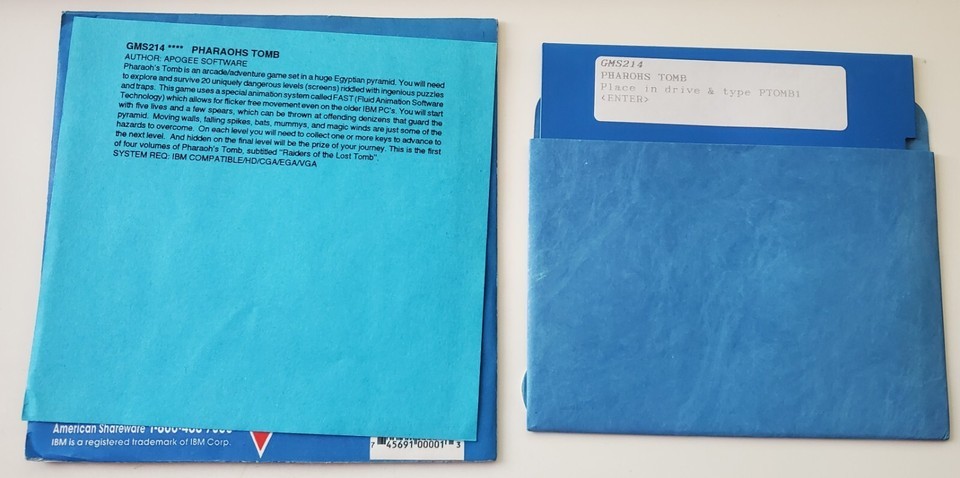 GMS214 **** PHARAOHS TOMB
AUTHOR: APOGEE SOFTWARE
Pharaoh's Tomb is an arcade/adventure game set in a huge Egyptian pyramid. You will need
to explore and survive 20 uniquely dangerous levels (screens) riddled with ingenious puzzles
and traps. This game uses a special animation system called FAST (Fluid Animation Software
Technology) which allows for flicker free movement even on the older IBM PC's. You will start
with five lives and a few spears, which can be thrown at offending denizens that guard the
pyramid. Moving walls, falling spikes, bats, mummys, and magic winds are just some of the
hazards to overcome. On each level you will need to collect one or more keys to advance to
the next level. And hidden on the final level will be the prize of your journey. This is the first
of four volumes of Pharaoh's Tomb, subtitled "Raiders of the Lost Tomb".
SYSTEM REQ: IBM COMPATIBLE/HD/CGA/EGA/VGA
American Shareware
IBM is a registered trademark of IBM Corp.
7 45691 00001 3
GMS214
PHAROHS TOMB
Place in drive & type PTOMB1
<ENTER>